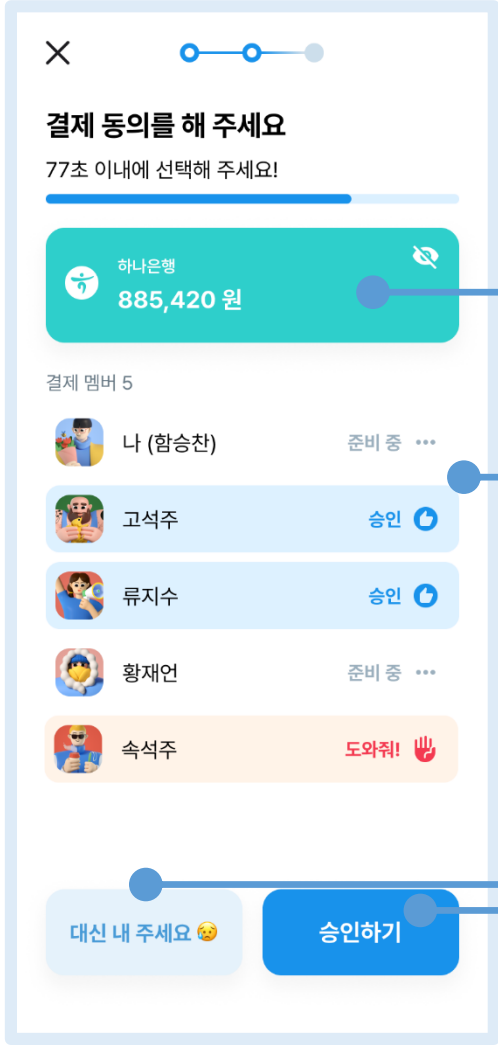 결제 동의를 해 주세요
77초 이내에 선택해 주세요!
하나은행
885,420 원
결제 멤버 5
나 (함승찬) 준비 중
고석주 승인
류지수 승인
황재언 준비 중
속석주 도와줘!
대신 내 주세요 😥 승인하기